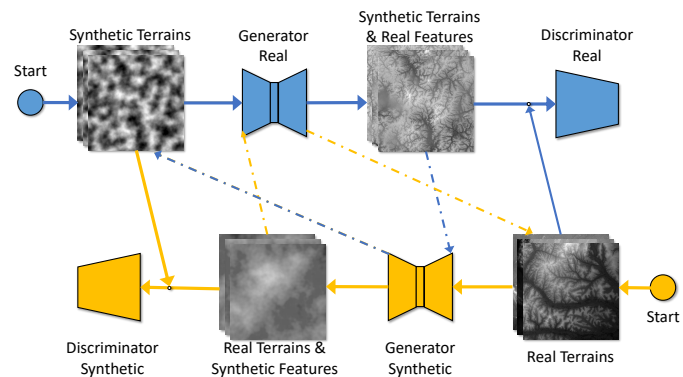 Synthetic Terrains
Generator
Real
Synthetic Terrains
& Real Features
Discriminator
Real
Start
Discriminator
Synthetic
Real Terrains &
Synthetic Features
Generator
Synthetic
Real Terrains
Start